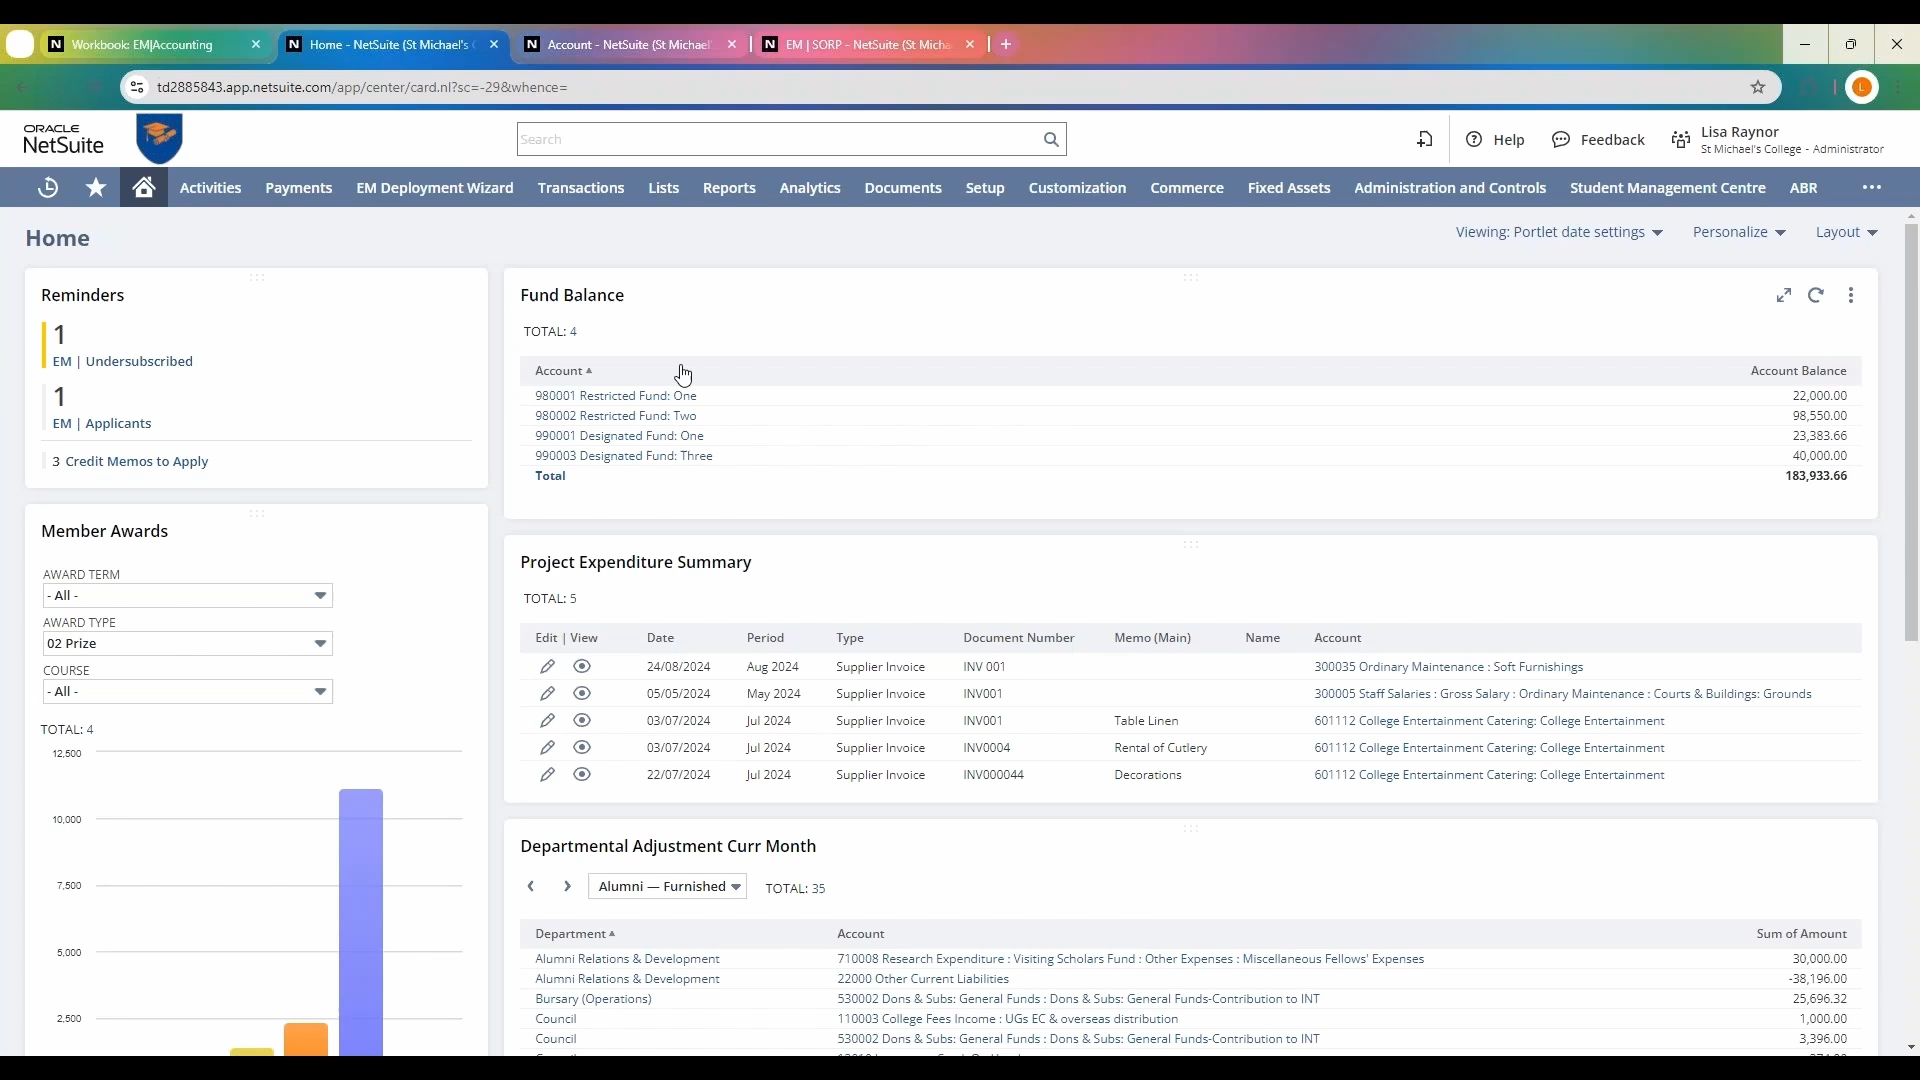 Workbook: EM|Accounting
Home - NetSuite (St Michael's
Account - NetSuite (St Michael'
EM | SORP - NetSuite (St Micha
td2885843.app.netsuite.com/app/center/card.nl?sc=-29&whence=
L
ORACLE
NetSuite
Search
Help
Feedback
Lisa Raynor
St Michael's College - Administrator
Activities Payments EM Deployment Wizard Transactions Lists Reports Analytics Documents Setup Customization Commerce Fixed Assets Administration and Controls Student Management Centre ABR
Home
Viewing: Portlet date settings
Personalize
Layout
Reminders
1
EM | Undersubscribed
1
EM | Applicants
3 Credit Memos to Apply
Member Awards
AWARD TERM
- All -
AWARD TYPE
02 Prize
COURSE
- All -
TOTAL: 4
12,500
10,000
7,500
5,000
2,500
Fund Balance
TOTAL: 4
Account Account Balance
980001 Restricted Fund: One 22,000.00
980002 Restricted Fund: Two 98,550.00
990001 Designated Fund: One 23,383.66
990003 Designated Fund: Three 40,000.00
Total 183,933.66
Project Expenditure Summary
TOTAL: 5
Edit | View Date Period Type Document Number Memo (Main) Name Account
24/08/2024 Aug 2024 Supplier Invoice INV 001 300035 Ordinary Maintenance : Soft Furnishings
05/05/2024 May 2024 Supplier Invoice INV001 300005 Staff Salaries : Gross Salary : Ordinary Maintenance : Courts & Buildings: Grounds
03/07/2024 Jul 2024 Supplier Invoice INV001 Table Linen 601112 College Entertainment Catering: College Entertainment
03/07/2024 Jul 2024 Supplier Invoice INV0004 Rental of Cutlery 601112 College Entertainment Catering: College Entertainment
22/07/2024 Jul 2024 Supplier Invoice INV000044 Decorations 601112 College Entertainment Catering: College Entertainment
Departmental Adjustment Curr Month
Alumni — Furnished TOTAL: 35
Department Account Sum of Amount
Alumni Relations & Development 710008 Research Expenditure : Visiting Scholars Fund : Other Expenses : Miscellaneous Fellows' Expenses 30,000.00
Alumni Relations & Development 22000 Other Current Liabilities -38,196.00
Bursary (Operations) 530002 Dons & Subs: General Funds : Dons & Subs: General Funds-Contribution to INT 25,696.32
Council 110003 College Fees Income : UGs EC & overseas distribution 1,000.00
Council 530002 Dons & Subs: General Funds : Dons & Subs: General Funds-Contribution to INT 3,396.00